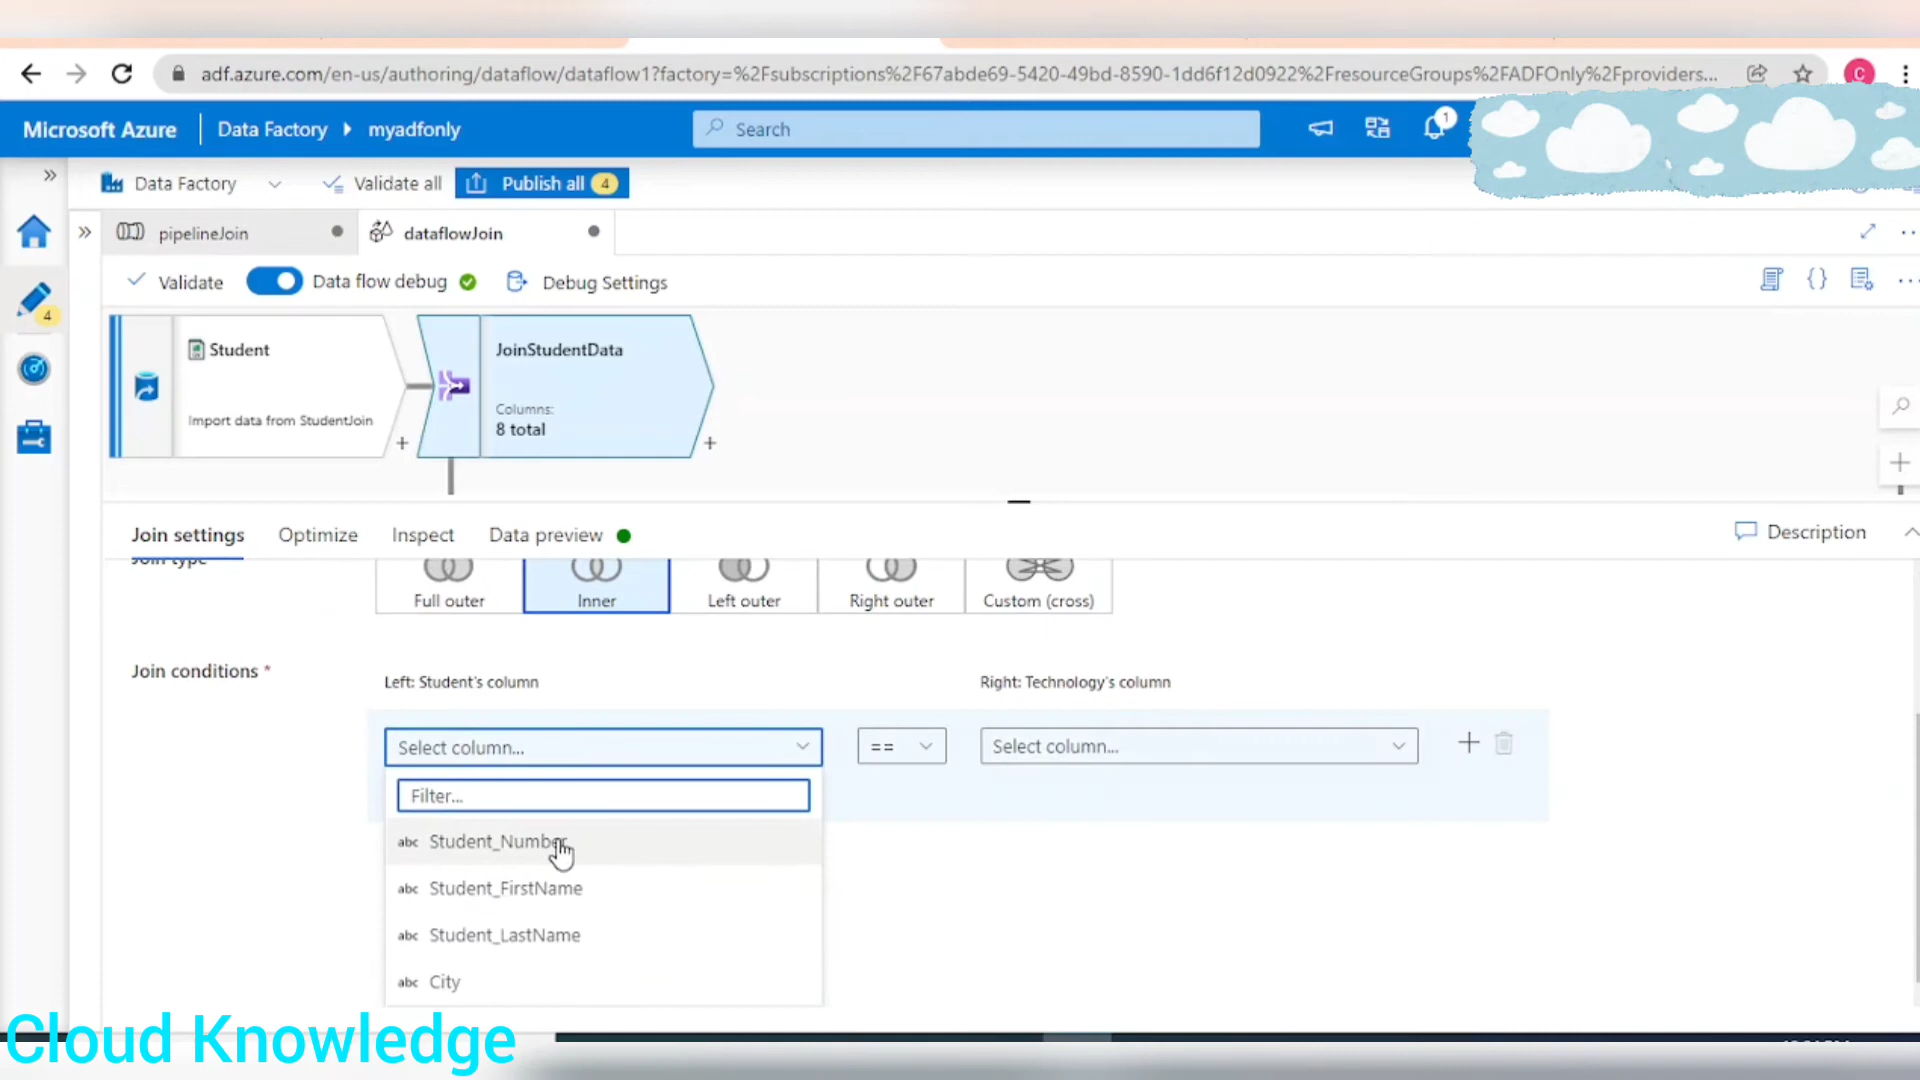 adf.azure.com/en-us/authoring/dataflow/dataflow1?factory=%2Fsubscriptions%2F67abde69-5420-49bd-8590-1dd6f12d0922%2FresourceGroups%2FADFOnly%2Fproviders...
C
Microsoft Azure
Data Factory
myadfonly
Search
1
Data Factory
Validate all
Publish all
4
pipelineJoin
dataflowJoin
Validate
Data flow debug
Debug Settings
{}
4
Student
Import data from StudentJoin
+
JoinStudentData
Columns:
8 total
+
Join settings
Optimize
Inspect
Data preview
Description
Join type
Full outer
Inner
Left outer
Right outer
Custom (cross)
Join conditions *
Left: Student's column
Right: Technology's column
Select column...
==
Select column...
Filter...
abc Student_Number
abc Student_FirstName
abc Student_LastName
abc City
Cloud Knowledge